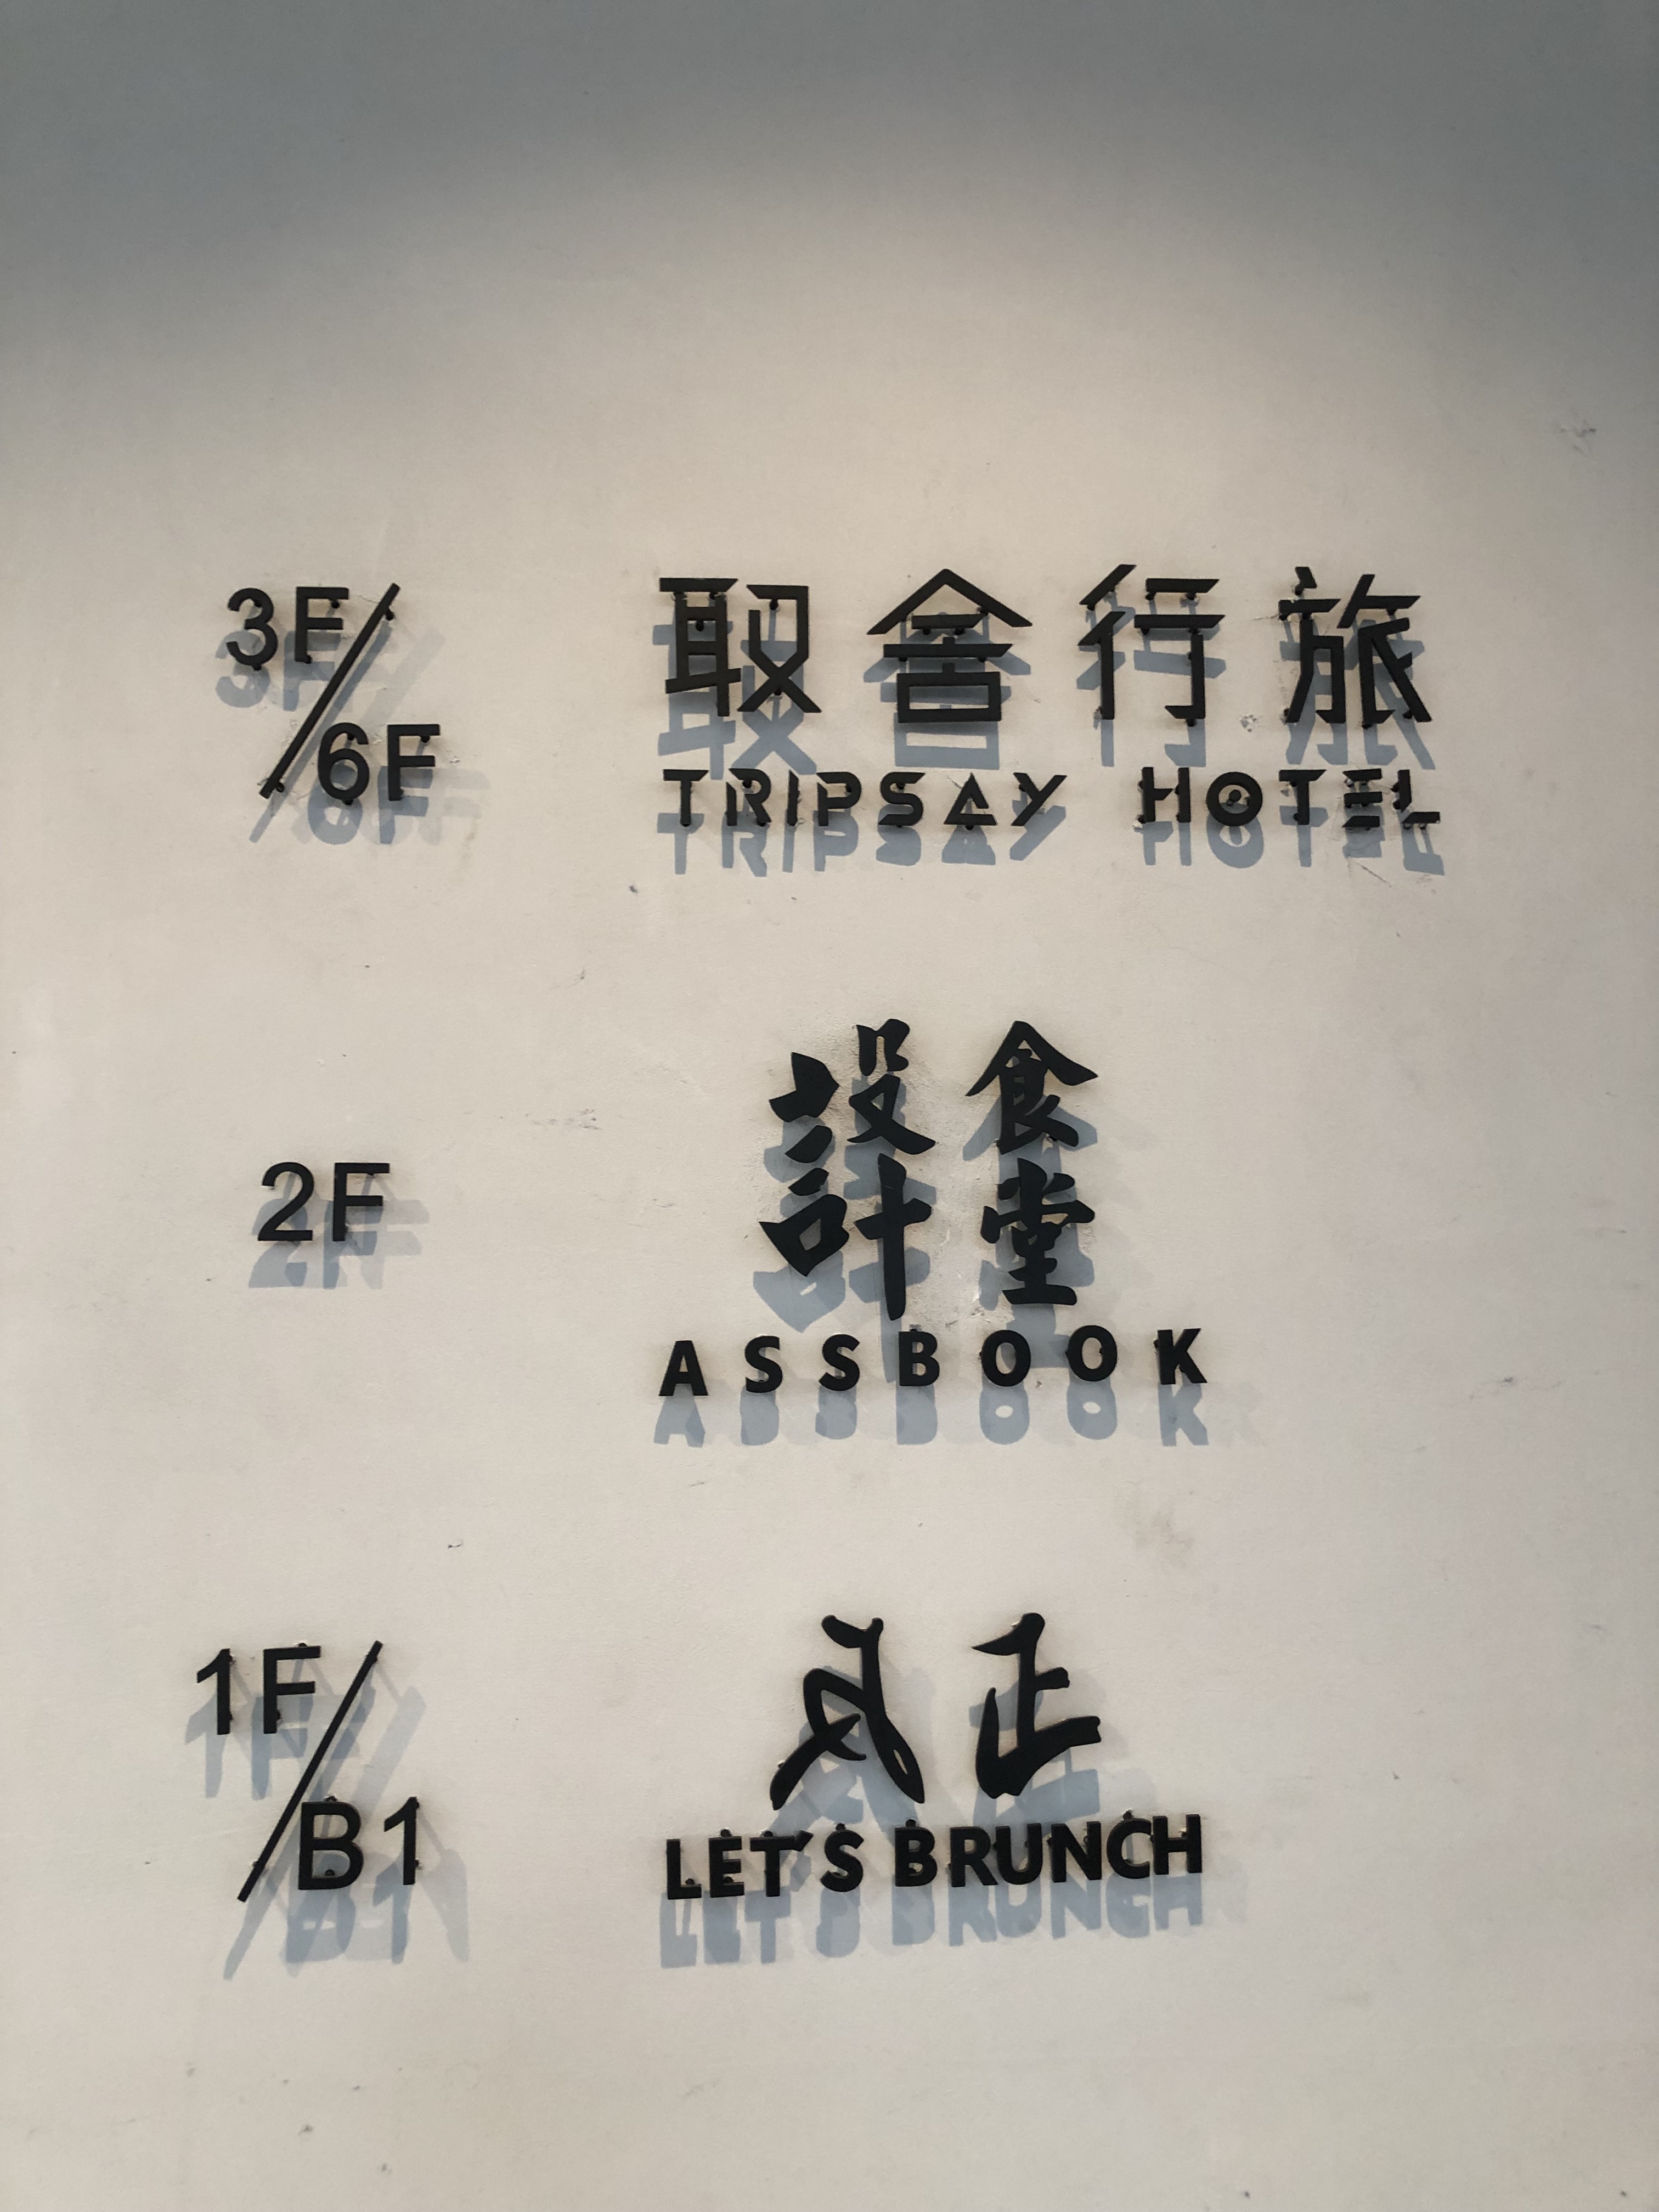 3F/6F
取舍行旅
TRIPSAY HOTEL
2F
設計
食堂
ASSBOOK
1F/B1
LET'S BRUNCH